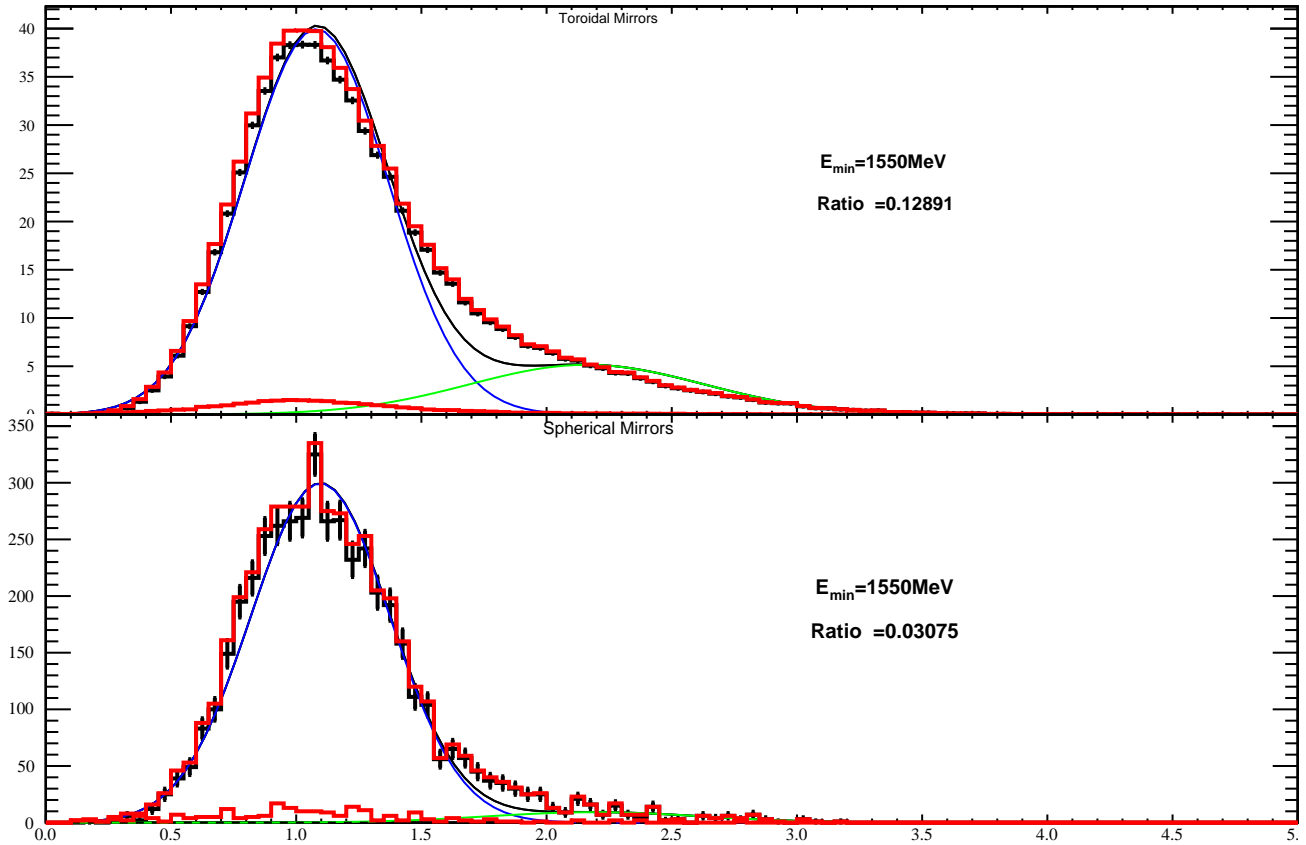 Toroidal Mirrors
40
35
30
25
20
15
10
5
0
E_min=1550MeV
Ratio =0.12891
Spherical Mirrors
350
300
250
200
150
100
50
0
E_min=1550MeV
Ratio =0.03075
0.0 0.5 1.0 1.5 2.0 2.5 3.0 3.5 4.0 4.5 5.